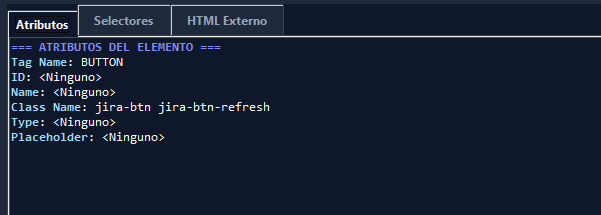 Atributos
Selectores
HTML Externo
=== ATRIBUTOS DEL ELEMENTO ===
Tag Name: BUTTON
ID: <Ninguno>
Name: <Ninguno>
Class Name: jira-btn jira-btn-refresh
Type: <Ninguno>
Placeholder: <Ninguno>